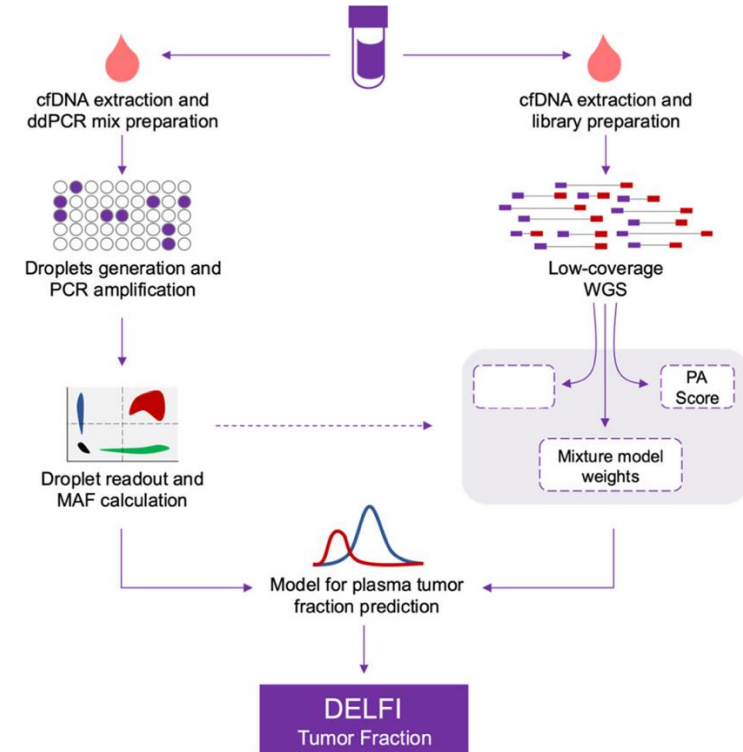 cfDNA extraction and
ddPCR mix preparation
cfDNA extraction and
library preparation
Droplets generation and
PCR amplification
Low-coverage
WGS
PA
Score
Mixture model
weights
Droplet readout and
MAF calculation
Model for plasma tumor
fraction prediction
DELFI
Tumor Fraction